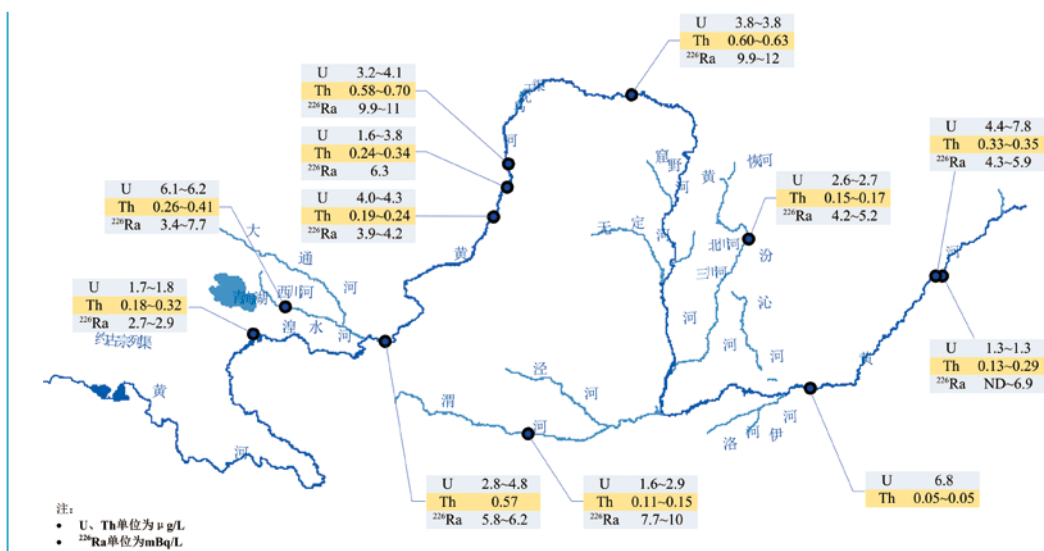 U 3.8~3.8
Th 0.60~0.63
²²⁶Ra 9.9~12
U 3.2~4.1
Th 0.58~0.70
²²⁶Ra 9.9~11
U 1.6~3.8
Th 0.24~0.34
²²⁶Ra 6.3
U 4.0~4.3
Th 0.19~0.24
²²⁶Ra 3.9~4.2
U 6.1~6.2
Th 0.26~0.41
²²⁶Ra 3.4~7.7
U 1.7~1.8
Th 0.18~0.32
²²⁶Ra 2.7~2.9
U 2.6~2.7
Th 0.15~0.17
²²⁶Ra 4.2~5.2
U 4.4~7.8
Th 0.33~0.35
²²⁶Ra 4.3~5.9
U 1.3~1.3
Th 0.13~0.29
²²⁶Ra ND~6.9
U 6.8
Th 0.05~0.05
U 2.8~4.8
Th 0.57
²²⁶Ra 5.8~6.2
U 1.6~2.9
Th 0.11~0.15
²²⁶Ra 7.7~10
河
黄
大通河
青海湖
西川河
湟水河
约古宗列渠
黄河
窟野河
无定河
黄河
恢河
北川河
三川河
汾河
沁河
泾河
渭河
洛河
伊河
黄河
注:
• U、Th单位为μg/L
• ²²⁶Ra单位为mBq/L